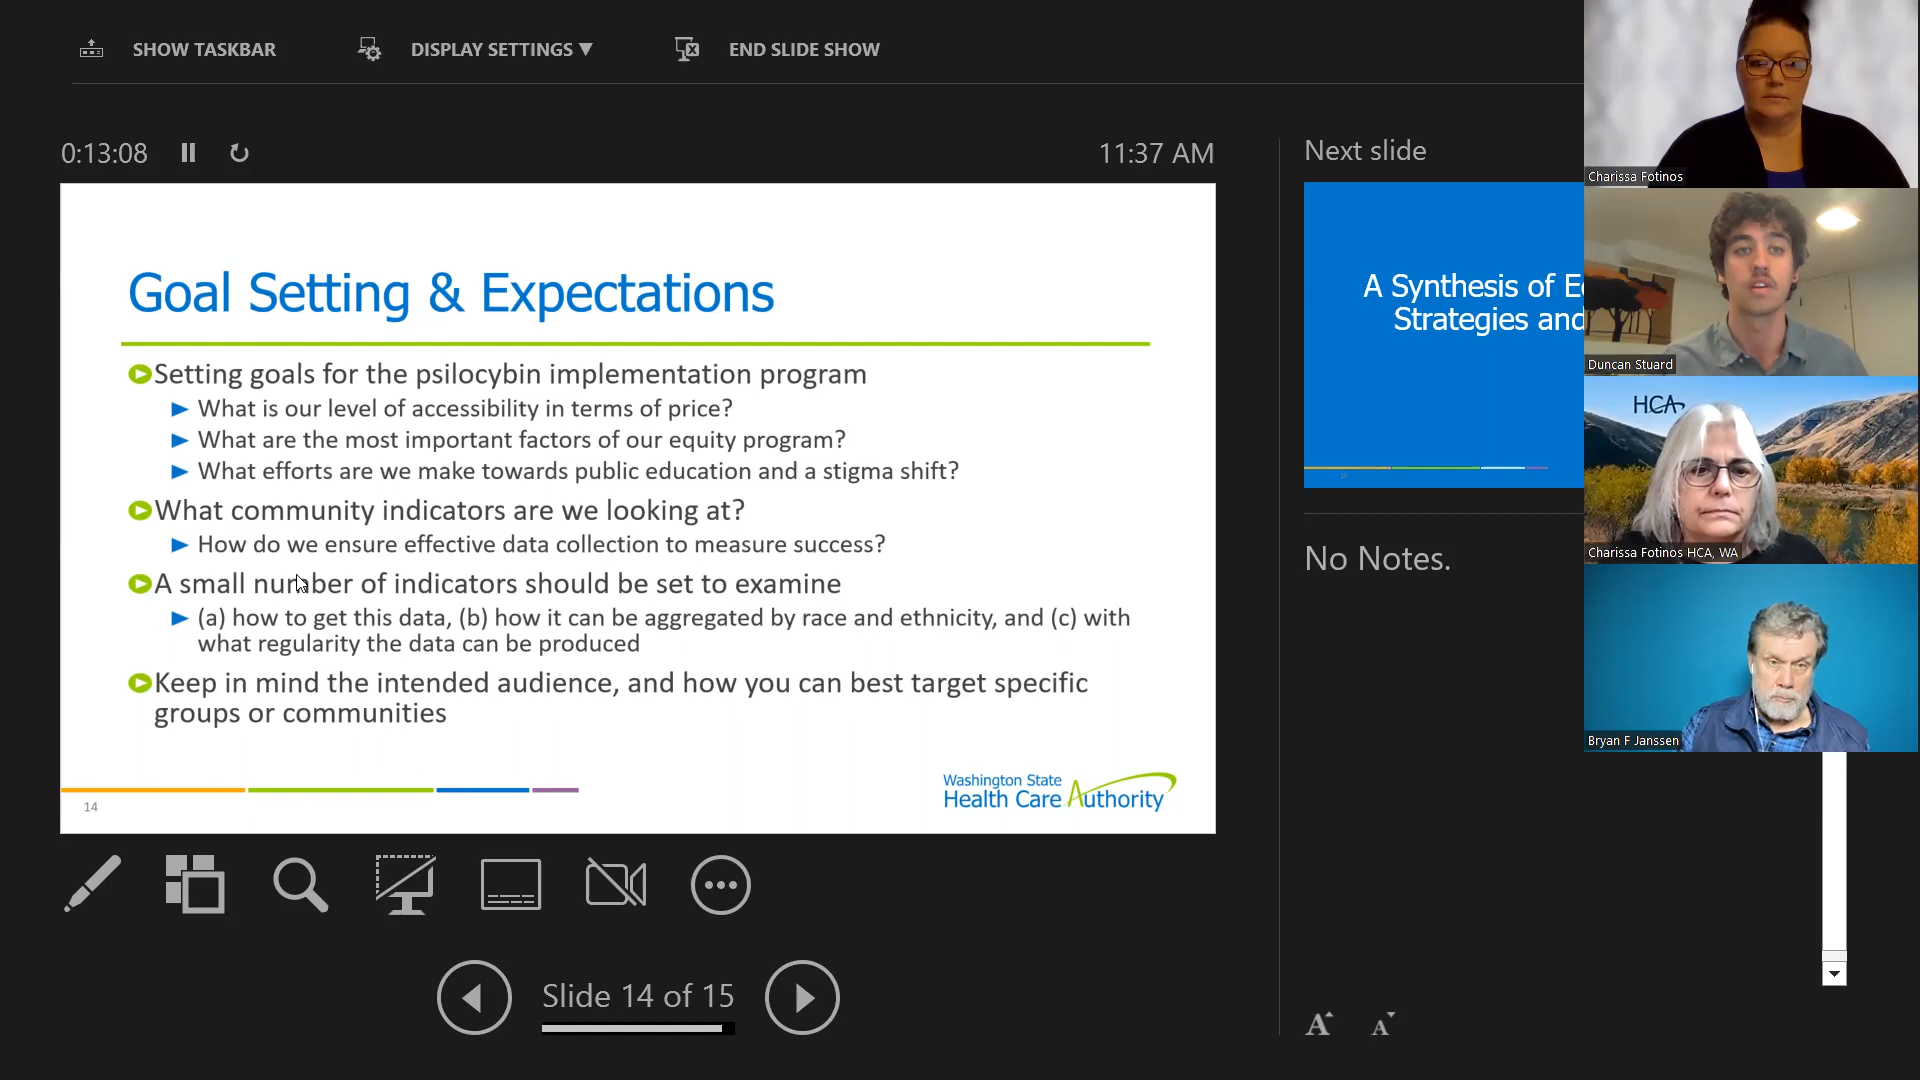 SHOW TASKBAR
DISPLAY SETTINGS ▼
END SLIDE SHOW
0:13:08
11:37 AM
Goal Setting & Expectations
Setting goals for the psilocybin implementation program
What is our level of accessibility in terms of price?
What are the most important factors of our equity program?
What efforts are we make towards public education and a stigma shift?
What community indicators are we looking at?
How do we ensure effective data collection to measure success?
A small number of indicators should be set to examine
(a) how to get this data, (b) how it can be aggregated by race and ethnicity, and (c) with
what regularity the data can be produced
Keep in mind the intended audience, and how you can best target specific
groups or communities
14
Washington State
Health Care Authority
Slide 14 of 15
Next slide
A Synthesis of
Strategies and
15
No Notes.
A
A
Charissa Fotinos
Duncan Stuard
HCA
Charissa Fotinos HCA, WA
Bryan F Janssen